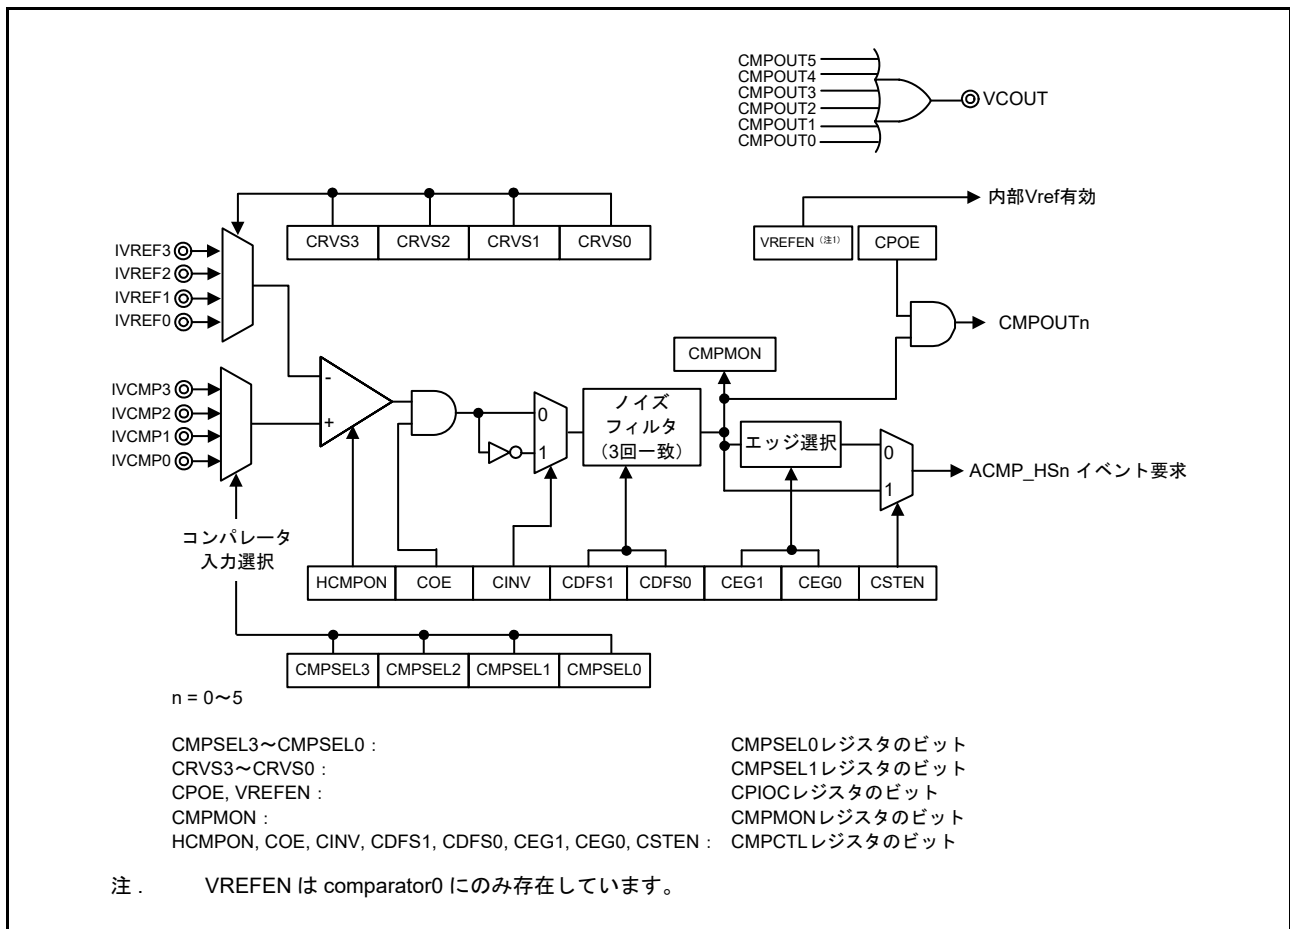 CMPOUT5
CMPOUT4
CMPOUT3
CMPOUT2
CMPOUT1
CMPOUT0
VCOUT
内部Vref有効
CRVS3 CRVS2 CRVS1 CRVS0
VREFEN (注1) CPOE
IVREF3
IVREF2
IVREF1
IVREF0
CMPOUTn
CMPMON
IVCMP3
IVCMP2
IVCMP1
IVCMP0
-
+
0
1
ノイズ
フィルタ
(3回一致)
エッジ選択
0
1
ACMP_HSn イベント要求
コンパレータ
入力選択
HCMPON COE CINV CDFS1 CDFS0 CEG1 CEG0 CSTEN
CMPSEL3 CMPSEL2 CMPSEL1 CMPSEL0
n = 0～5
CMPSEL3～CMPSEL0 : CMPSEL0レジスタのビット
CRVS3～CRVS0 : CMPSEL1レジスタのビット
CPOE, VREFEN : CPIOCレジスタのビット
CMPMON : CMPMONレジスタのビット
HCMPON, COE, CINV, CDFS1, CDFS0, CEG1, CEG0, CSTEN : CMPCTLレジスタのビット
注 . VREFEN は comparator0 にのみ存在しています。